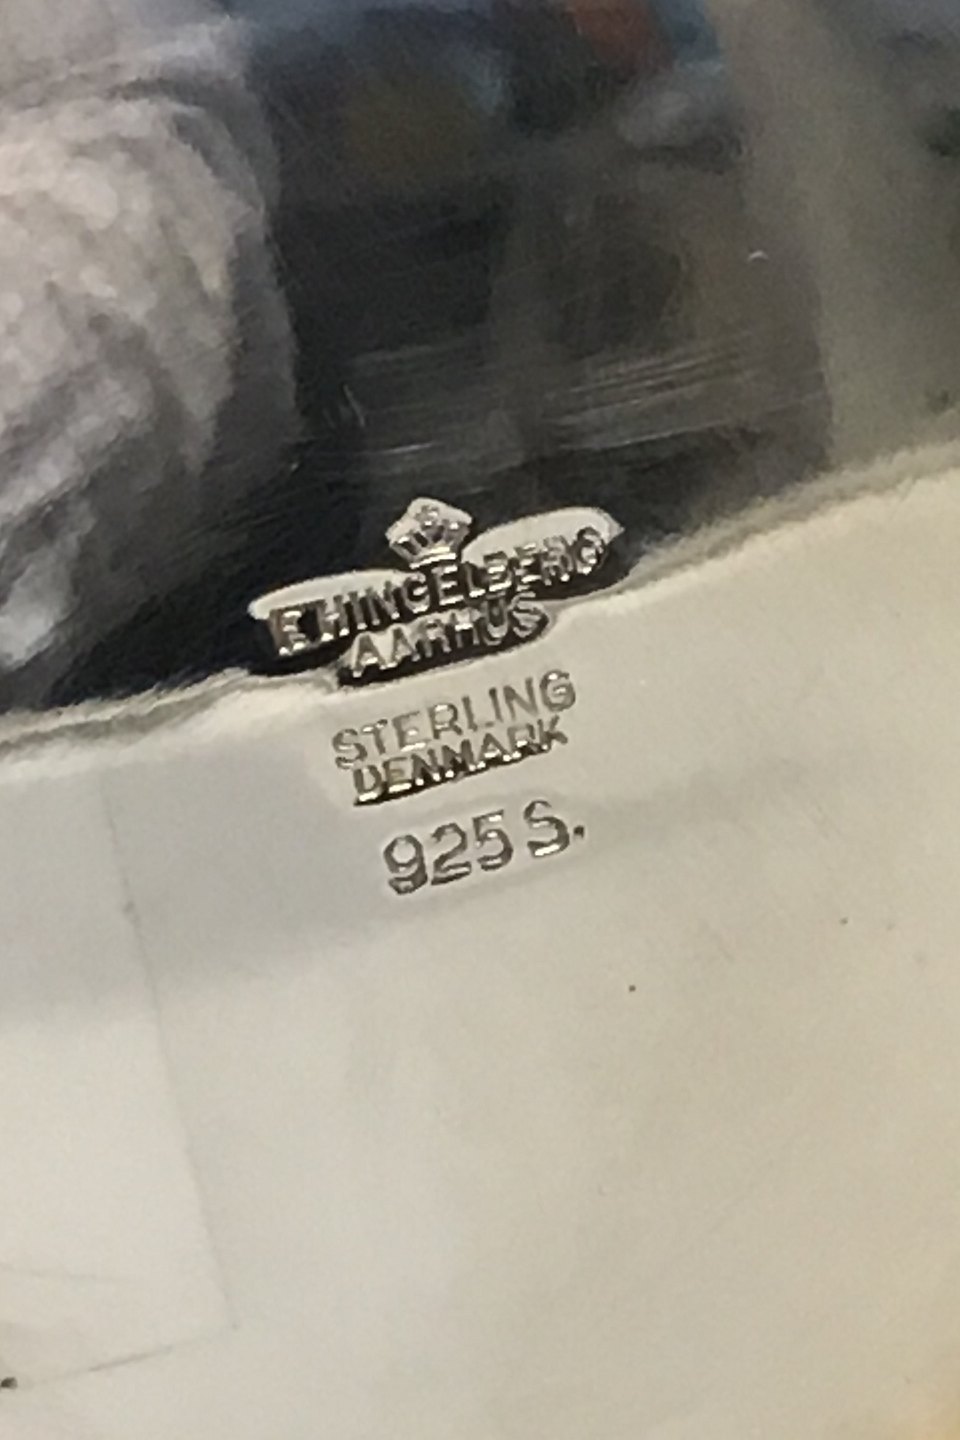 F. HINGELBERG
AARHUS
STERLING
DENMARK
925 S.